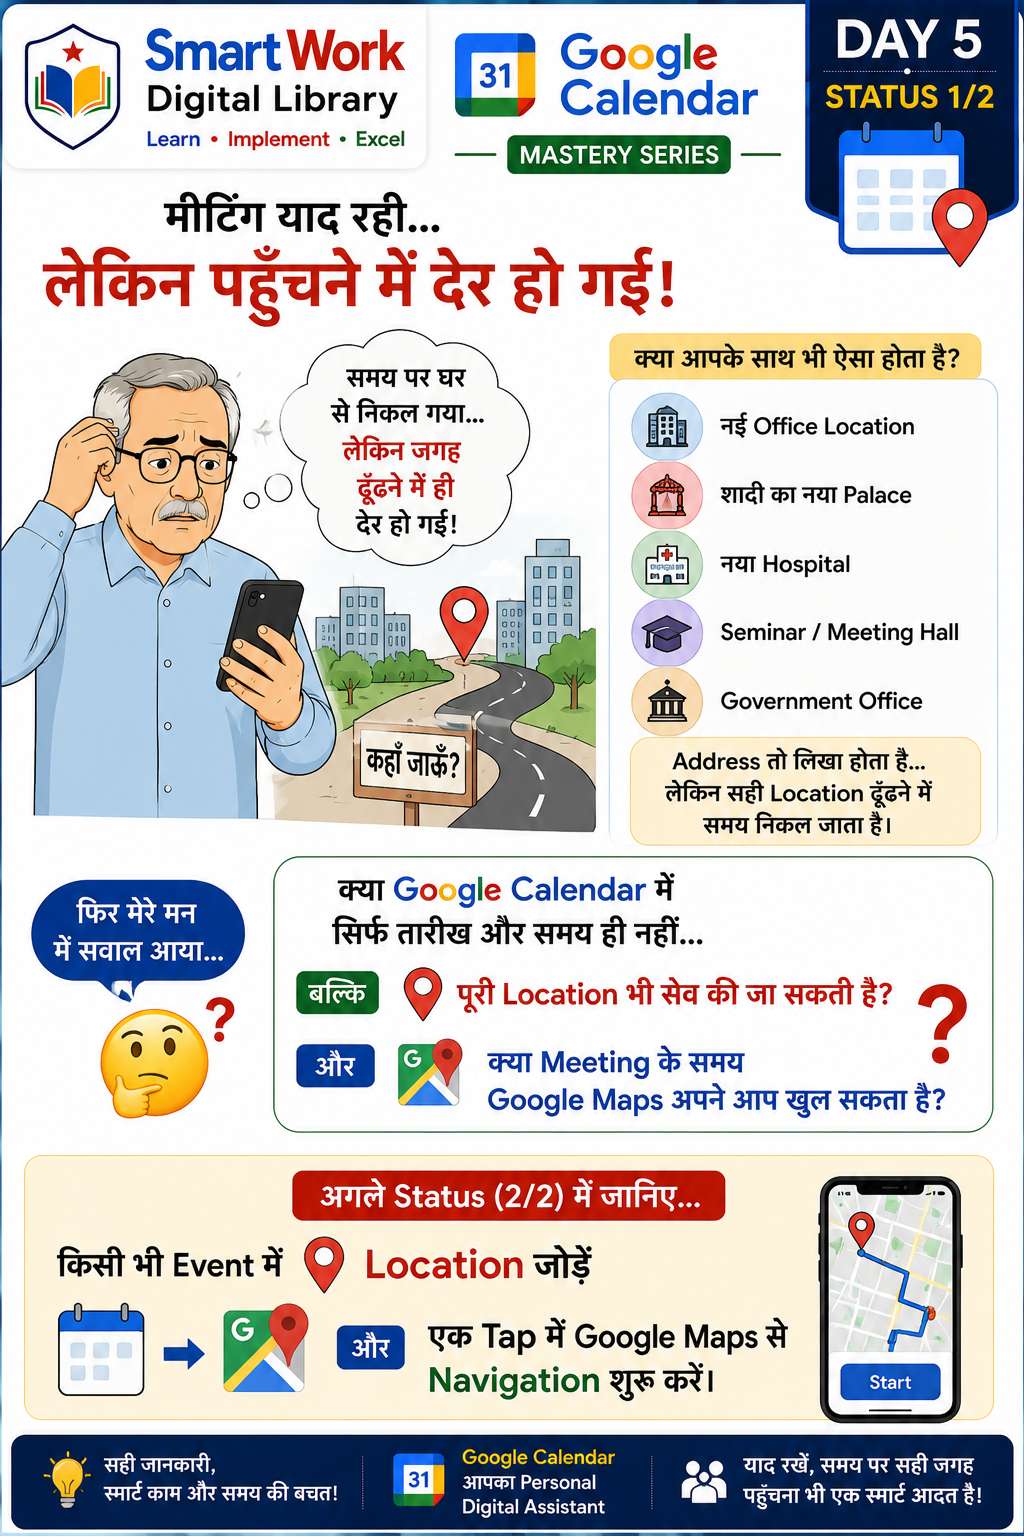 SmartWork
Digital Library
Learn • Implement • Excel
31
Google
Calendar
MASTERY SERIES
DAY 5
STATUS 1/2
मीटिंग याद रही...
लेकिन पहुँचने में देर हो गई!
समय पर घर
से निकल गया...
लेकिन जगह
ढूँढने में ही
देर हो गई!
कहाँ जाऊँ?
क्या आपके साथ भी ऐसा होता है?
नई Office Location
शादी का नया Palace
नया Hospital
Seminar / Meeting Hall
Government Office
Address तो लिखा होता है...
लेकिन सही Location ढूँढने में
समय निकल जाता है।
फिर मेरे मन
में सवाल आया...
?
क्या Google Calendar में
सिर्फ तारीख और समय ही नहीं...
बल्कि पूरी Location भी सेव की जा सकती है?
?
और G क्या Meeting के समय
Google Maps अपने आप खुल सकता है?
अगले Status (2/2) में जानिए...
किसी भी Event में Location जोड़ें
G और एक Tap में Google Maps से
Navigation शुरू करें।
Start
सही जानकारी,
स्मार्ट काम और समय की बचत!
31
Google Calendar
आपका Personal
Digital Assistant
याद रखें, समय पर सही जगह
पहुँचना भी एक स्मार्ट आदत है!